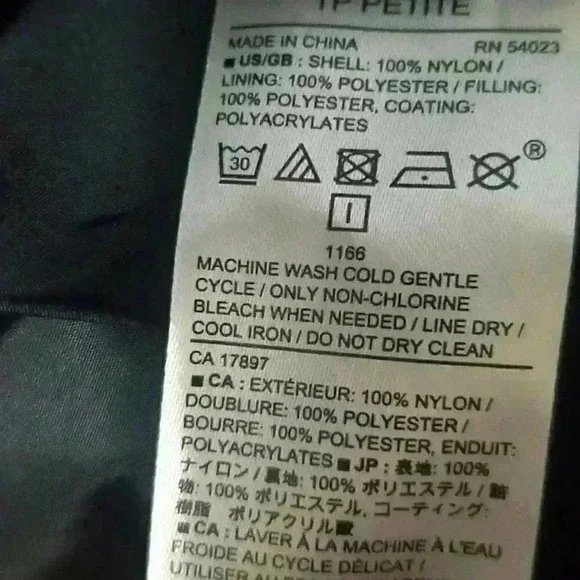 1P PETITE
MADE IN CHINA RN 54023
■ US/GB : SHELL: 100% NYLON /
LINING: 100% POLYESTER / FILLING:
100% POLYESTER, COATING:
POLYACRYLATES
30 ®
1166
MACHINE WASH COLD GENTLE
CYCLE / ONLY NON-CHLORINE
BLEACH WHEN NEEDED / LINE DRY /
COOL IRON / DO NOT DRY CLEAN
CA 17897
■ CA : EXTÉRIEUR: 100% NYLON /
DOUBLURE: 100% POLYESTER /
BOURRE: 100% POLYESTER, ENDUIT:
POLYACRYLATES ■ JP : 表地: 100%
ナイロン / 裏地: 100% ポリエステル / 詰
物: 100% ポリエステル, コーティング:
樹脂 ポリアクリル酸
■ CA : LAVER À LA MACHINE À L'EAU
FROIDE AU CYCLE DÉLICAT /
UTILISER